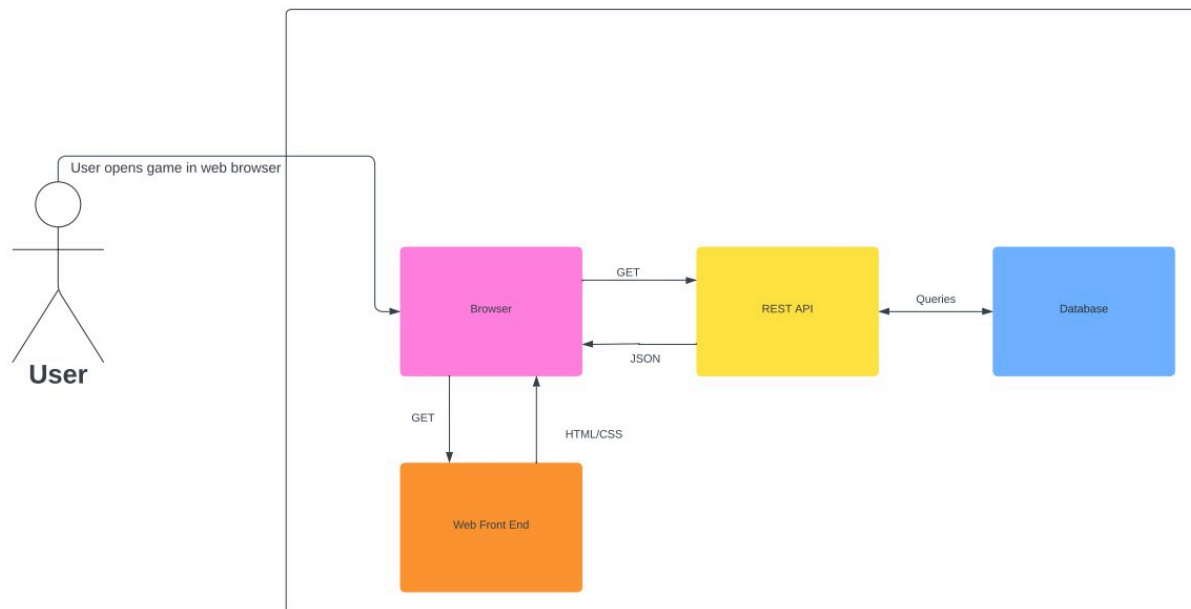 User opens game in web browser
User
Browser
GET
REST API
Queries
Database
JSON
GET
HTML/CSS
Web Front End